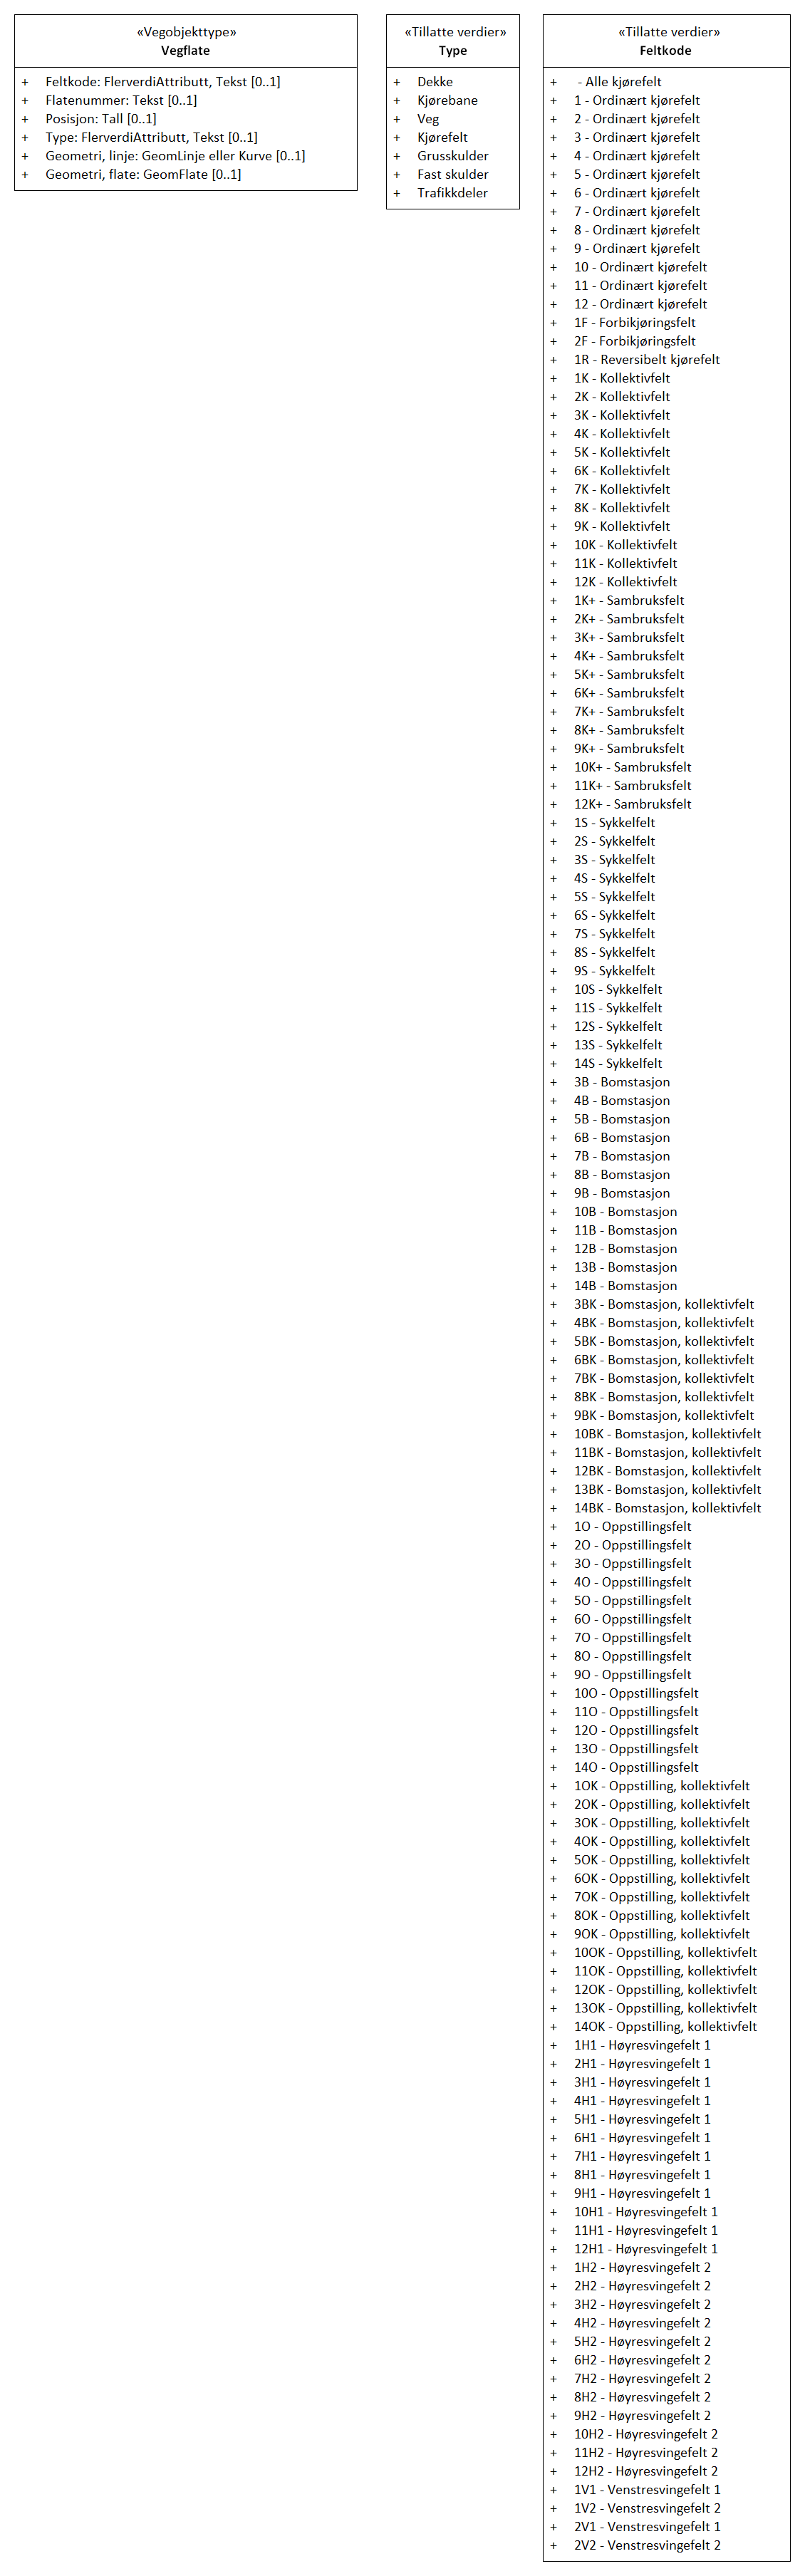 «Vegobjekttype»
Vegflate
+ Feltkode: FlerverdiAttributt, Tekst [0..1]
+ Flatenummer: Tekst [0..1]
+ Posisjon: Tall [0..1]
+ Type: FlerverdiAttributt, Tekst [0..1]
+ Geometri, linje: GeomLinje eller Kurve [0..1]
+ Geometri, flate: GeomFlate [0..1]
«Tillatte verdier»
Type
+ Dekke
+ Kjørebane
+ Veg
+ Kjørefelt
+ Grusskulder
+ Fast skulder
+ Trafikkdeler
«Tillatte verdier»
Feltkode
+ - Alle kjørefelt
+ 1 - Ordinært kjørefelt
+ 2 - Ordinært kjørefelt
+ 3 - Ordinært kjørefelt
+ 4 - Ordinært kjørefelt
+ 5 - Ordinært kjørefelt
+ 6 - Ordinært kjørefelt
+ 7 - Ordinært kjørefelt
+ 8 - Ordinært kjørefelt
+ 9 - Ordinært kjørefelt
+ 10 - Ordinært kjørefelt
+ 11 - Ordinært kjørefelt
+ 12 - Ordinært kjørefelt
+ 1F - Forbikjøringsfelt
+ 2F - Forbikjøringsfelt
+ 1R - Reversibelt kjørefelt
+ 1K - Kollektivfelt
+ 2K - Kollektivfelt
+ 3K - Kollektivfelt
+ 4K - Kollektivfelt
+ 5K - Kollektivfelt
+ 6K - Kollektivfelt
+ 7K - Kollektivfelt
+ 8K - Kollektivfelt
+ 9K - Kollektivfelt
+ 10K - Kollektivfelt
+ 11K - Kollektivfelt
+ 12K - Kollektivfelt
+ 1K+ - Sambruksfelt
+ 2K+ - Sambruksfelt
+ 3K+ - Sambruksfelt
+ 4K+ - Sambruksfelt
+ 5K+ - Sambruksfelt
+ 6K+ - Sambruksfelt
+ 7K+ - Sambruksfelt
+ 8K+ - Sambruksfelt
+ 9K+ - Sambruksfelt
+ 10K+ - Sambruksfelt
+ 11K+ - Sambruksfelt
+ 12K+ - Sambruksfelt
+ 1S - Sykkelfelt
+ 2S - Sykkelfelt
+ 3S - Sykkelfelt
+ 4S - Sykkelfelt
+ 5S - Sykkelfelt
+ 6S - Sykkelfelt
+ 7S - Sykkelfelt
+ 8S - Sykkelfelt
+ 9S - Sykkelfelt
+ 10S - Sykkelfelt
+ 11S - Sykkelfelt
+ 12S - Sykkelfelt
+ 13S - Sykkelfelt
+ 14S - Sykkelfelt
+ 3B - Bomstasjon
+ 4B - Bomstasjon
+ 5B - Bomstasjon
+ 6B - Bomstasjon
+ 7B - Bomstasjon
+ 8B - Bomstasjon
+ 9B - Bomstasjon
+ 10B - Bomstasjon
+ 11B - Bomstasjon
+ 12B - Bomstasjon
+ 13B - Bomstasjon
+ 14B - Bomstasjon
+ 3BK - Bomstasjon, kollektivfelt
+ 4BK - Bomstasjon, kollektivfelt
+ 5BK - Bomstasjon, kollektivfelt
+ 6BK - Bomstasjon, kollektivfelt
+ 7BK - Bomstasjon, kollektivfelt
+ 8BK - Bomstasjon, kollektivfelt
+ 9BK - Bomstasjon, kollektivfelt
+ 10BK - Bomstasjon, kollektivfelt
+ 11BK - Bomstasjon, kollektivfelt
+ 12BK - Bomstasjon, kollektivfelt
+ 13BK - Bomstasjon, kollektivfelt
+ 14BK - Bomstasjon, kollektivfelt
+ 1O - Oppstillingsfelt
+ 2O - Oppstillingsfelt
+ 3O - Oppstillingsfelt
+ 4O - Oppstillingsfelt
+ 5O - Oppstillingsfelt
+ 6O - Oppstillingsfelt
+ 7O - Oppstillingsfelt
+ 8O - Oppstillingsfelt
+ 9O - Oppstillingsfelt
+ 10O - Oppstillingsfelt
+ 11O - Oppstillingsfelt
+ 12O - Oppstillingsfelt
+ 13O - Oppstillingsfelt
+ 14O - Oppstillingsfelt
+ 1OK - Oppstilling, kollektivfelt
+ 2OK - Oppstilling, kollektivfelt
+ 3OK - Oppstilling, kollektivfelt
+ 4OK - Oppstilling, kollektivfelt
+ 5OK - Oppstilling, kollektivfelt
+ 6OK - Oppstilling, kollektivfelt
+ 7OK - Oppstilling, kollektivfelt
+ 8OK - Oppstilling, kollektivfelt
+ 9OK - Oppstilling, kollektivfelt
+ 10OK - Oppstilling, kollektivfelt
+ 11OK - Oppstilling, kollektivfelt
+ 12OK - Oppstilling, kollektivfelt
+ 13OK - Oppstilling, kollektivfelt
+ 14OK - Oppstilling, kollektivfelt
+ 1H1 - Høyresvingefelt 1
+ 2H1 - Høyresvingefelt 1
+ 3H1 - Høyresvingefelt 1
+ 4H1 - Høyresvingefelt 1
+ 5H1 - Høyresvingefelt 1
+ 6H1 - Høyresvingefelt 1
+ 7H1 - Høyresvingefelt 1
+ 8H1 - Høyresvingefelt 1
+ 9H1 - Høyresvingefelt 1
+ 10H1 - Høyresvingefelt 1
+ 11H1 - Høyresvingefelt 1
+ 12H1 - Høyresvingefelt 1
+ 1H2 - Høyresvingefelt 2
+ 2H2 - Høyresvingefelt 2
+ 3H2 - Høyresvingefelt 2
+ 4H2 - Høyresvingefelt 2
+ 5H2 - Høyresvingefelt 2
+ 6H2 - Høyresvingefelt 2
+ 7H2 - Høyresvingefelt 2
+ 8H2 - Høyresvingefelt 2
+ 9H2 - Høyresvingefelt 2
+ 10H2 - Høyresvingefelt 2
+ 11H2 - Høyresvingefelt 2
+ 12H2 - Høyresvingefelt 2
+ 1V1 - Venstresvingefelt 1
+ 1V2 - Venstresvingefelt 2
+ 2V1 - Venstresvingefelt 1
+ 2V2 - Venstresvingefelt 2